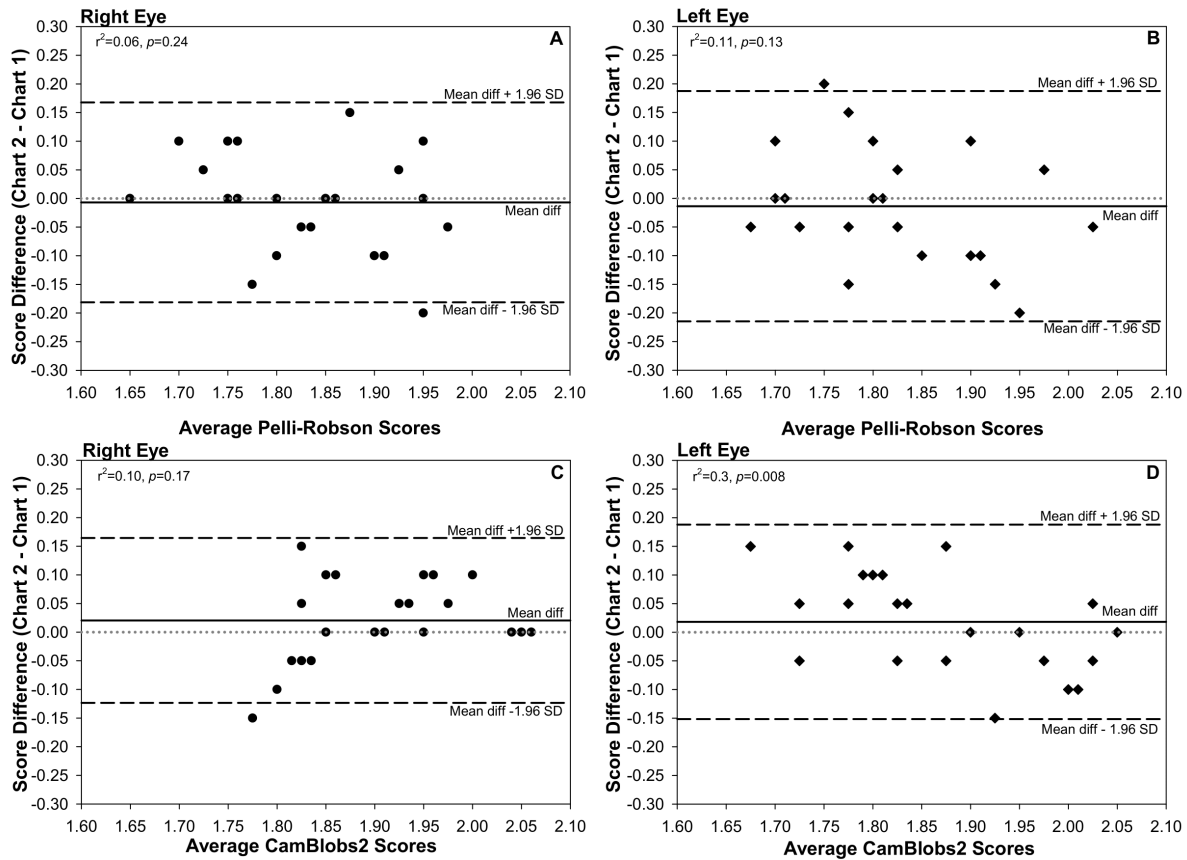 Right Eye
r²=0.06, p=0.24
A
Score Difference (Chart 2 - Chart 1)
0.30
0.25
0.20
0.15
0.10
0.05
0.00
-0.05
-0.10
-0.15
-0.20
-0.25
-0.30
Mean diff + 1.96 SD
Mean diff
Mean diff - 1.96 SD
1.60 1.65 1.70 1.75 1.80 1.85 1.90 1.95 2.00 2.05 2.10
Average Pelli-Robson Scores
Left Eye
r²=0.11, p=0.13
B
Score Difference (Chart 2 - Chart 1)
0.30
0.25
0.20
0.15
0.10
0.05
0.00
-0.05
-0.10
-0.15
-0.20
-0.25
-0.30
Mean diff + 1.96 SD
Mean diff
Mean diff - 1.96 SD
1.60 1.65 1.70 1.75 1.80 1.85 1.90 1.95 2.00 2.05 2.10
Average Pelli-Robson Scores
Right Eye
r²=0.10, p=0.17
C
Score Difference (Chart 2 - Chart 1)
0.30
0.25
0.20
0.15
0.10
0.05
0.00
-0.05
-0.10
-0.15
-0.20
-0.25
-0.30
Mean diff +1.96 SD
Mean diff
Mean diff -1.96 SD
1.60 1.65 1.70 1.75 1.80 1.85 1.90 1.95 2.00 2.05 2.10
Average CamBlobs2 Scores
Left Eye
r²=0.3, p=0.008
D
Score Difference (Chart 2 - Chart 1)
0.30
0.25
0.20
0.15
0.10
0.05
0.00
-0.05
-0.10
-0.15
-0.20
-0.25
-0.30
Mean diff + 1.96 SD
Mean diff
Mean diff - 1.96 SD
1.60 1.65 1.70 1.75 1.80 1.85 1.90 1.95 2.00 2.05 2.10
Average CamBlobs2 Scores